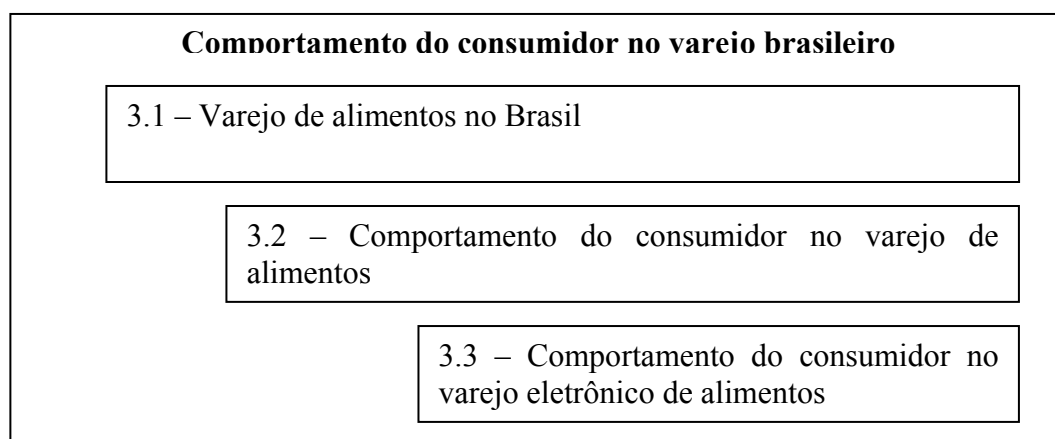 Comportamento do consumidor no varejo brasileiro
3.1 – Varejo de alimentos no Brasil
3.2 – Comportamento do consumidor no varejo de
alimentos
3.3 – Comportamento do consumidor no
varejo eletrônico de alimentos